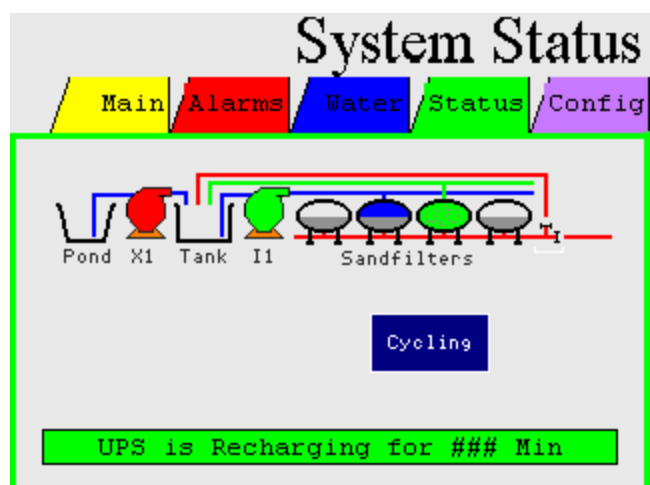 System Status
Main Alarms Water Status Config
Pond X1 Tank I1 Sandfilters
Cycling
UPS is Recharging for ### Min